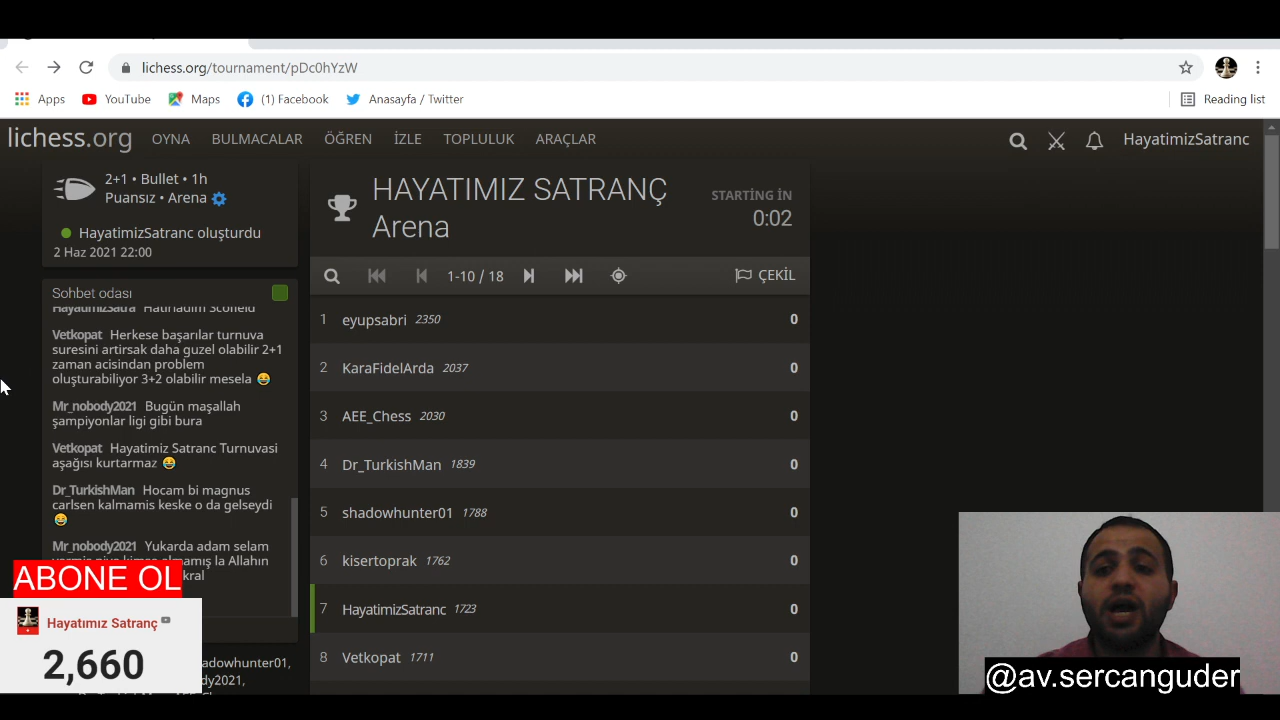 lichess.org/tournament/pDc0hYzW
Apps
YouTube
Maps
(1) Facebook
Anasayfa / Twitter
Reading list
lichess.org
OYNA
BULMACALAR
ÖĞREN
İZLE
TOPLULUK
ARAÇLAR
HayatimizSatranc
2+1 • Bullet • 1h
Puansız • Arena
HayatimizSatranc oluşturdu
2 Haz 2021 22:00
HAYATIMIZ SATRANÇ
Arena
STARTİNG İN
0:02
1-10 / 18
ÇEKİL
Sohbet odası
Vetkopat Herkese başarılar turnuva
suresini artirsak daha guzel olabilir 2+1
zaman acisindan problem
oluşturabiliyor 3+2 olabilir mesela 😂
Mr_nobody2021 Bugün maşallah
şampiyonlar ligi gibi bura
Vetkopat Hayatimiz Satranc Turnuvasi
aşağısı kurtarmaz 😂
Dr_TurkishMan Hocam bi magnus
carlsen kalmamis keske o da gelseydi
😂
Mr_nobody2021 Yukarda adam selam
la Allahın
kral
1 eyupsabri 2350 0
2 KaraFidelArda 2037 0
3 AEE_Chess 2030 0
4 Dr_TurkishMan 1839 0
5 shadowhunter01 1788 0
6 kisertoprak 1762 0
7 HayatimizSatranc 1723 0
8 Vetkopat 1711 0
ABONE OL
Hayatımız Satranç
2,660
@av.sercanguder